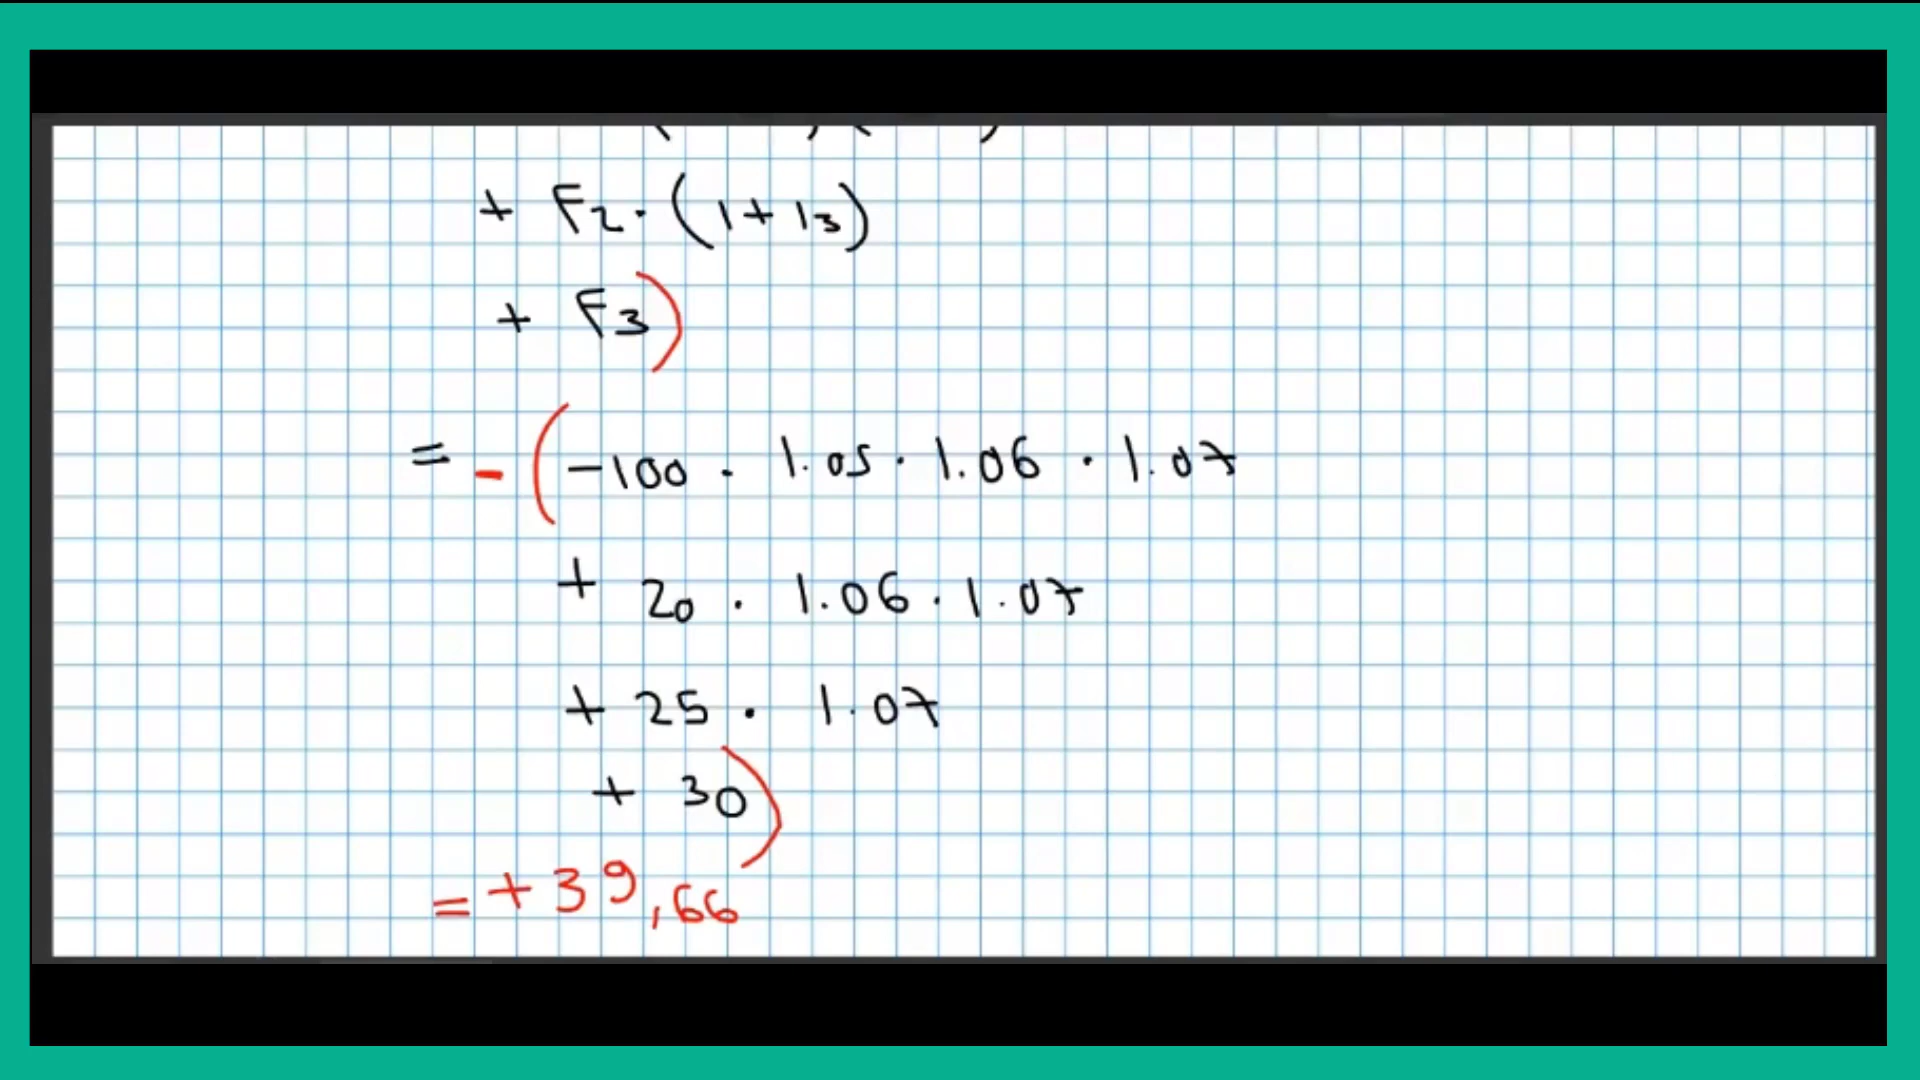 + F2 · (1 + i3)
+ F3)
= - (-100 · 1.05 · 1.06 · 1.07
+ 20 · 1.06 · 1.07
+ 25 · 1.07
+ 30)
= + 39,66